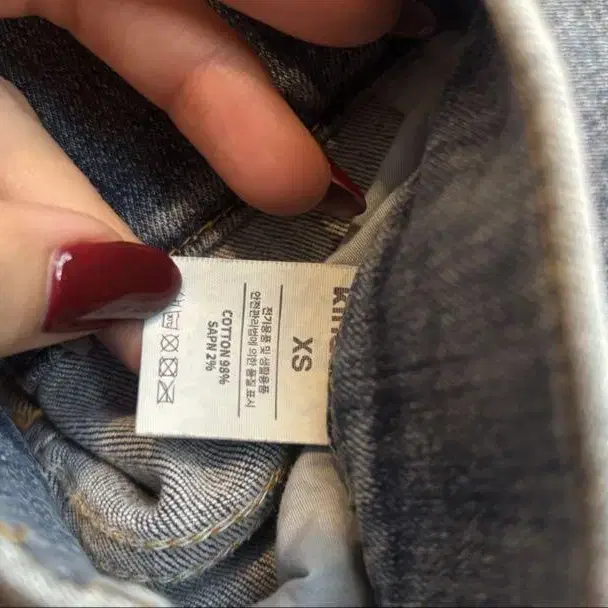 XS
전기용품 및 생활용품
안전관리법에 의한 품질 표시
COTTON 98%
SAPN 2%